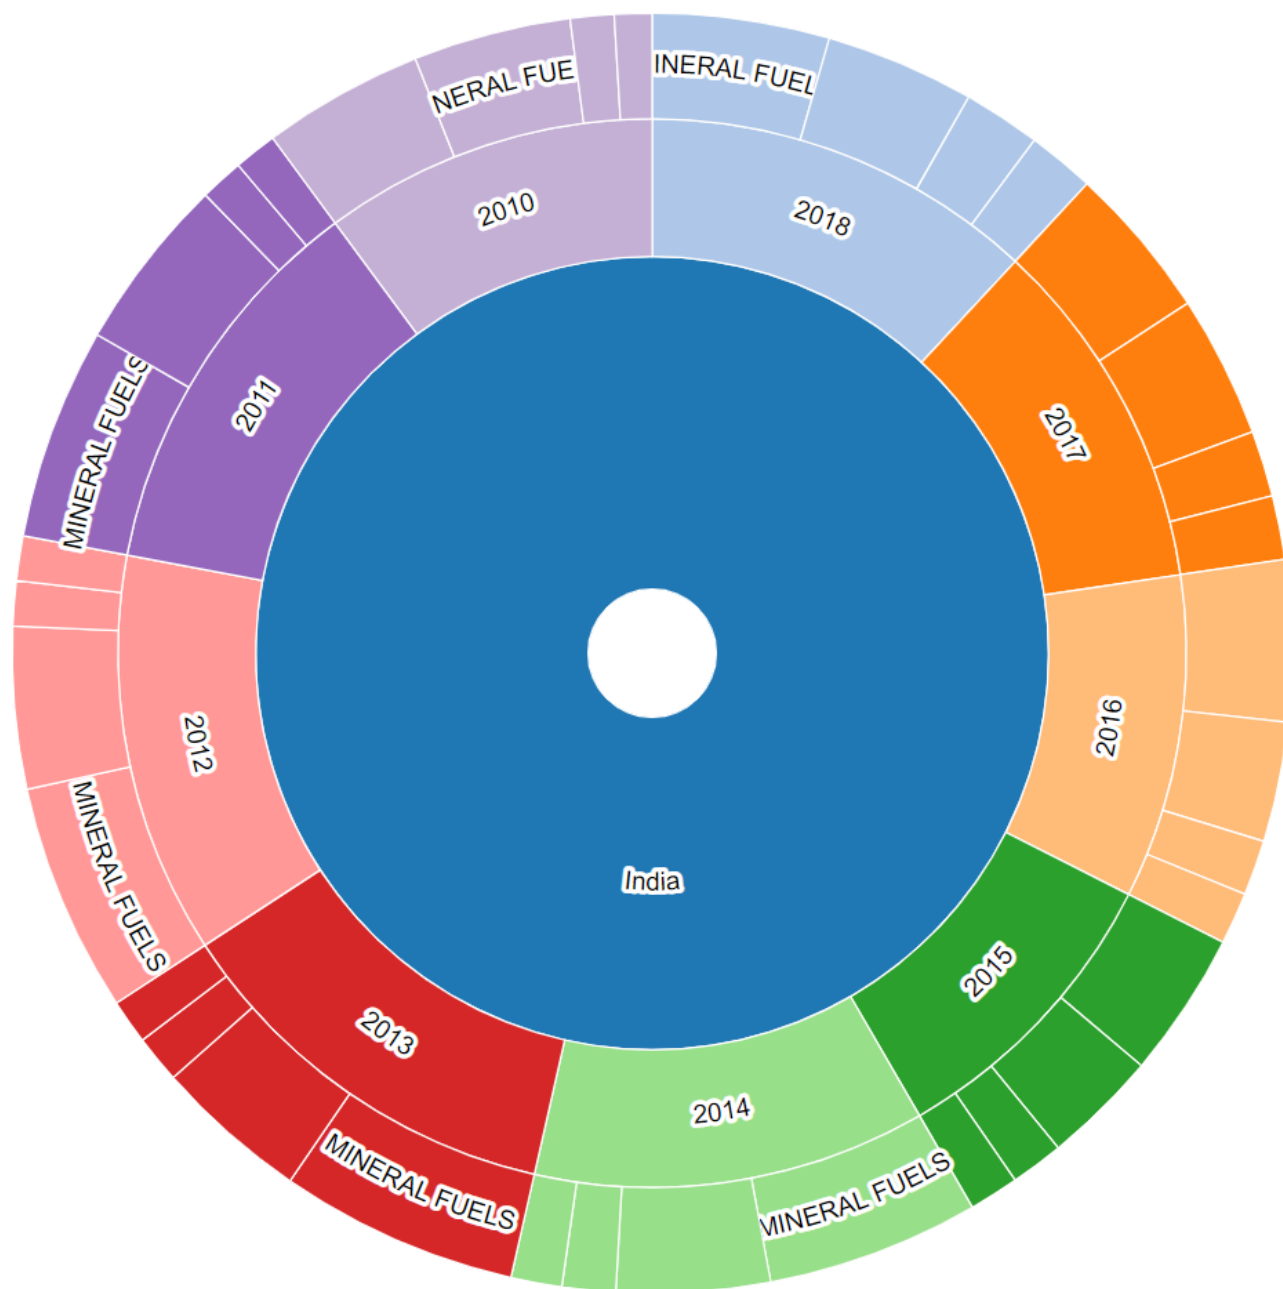 INERAL FUEL
2018
2017
2016
2015
MINERAL FUELS
2014
MINERAL FUELS
2013
MINERAL FUELS
2012
MINERAL FUELS
2011
NERAL FUE
2010
India